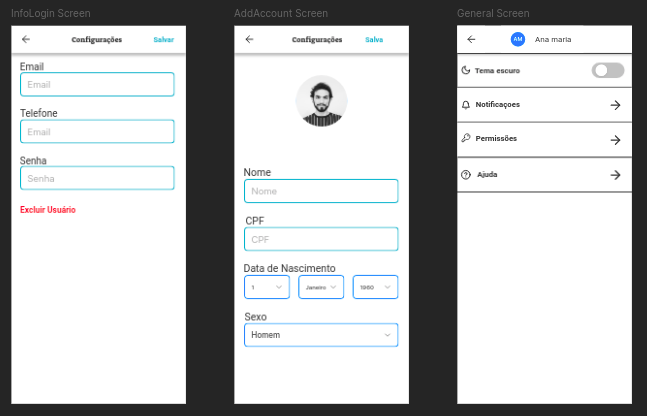 InfoLogin Screen
Configurações
Salvar
Email
Email
Telefone
Email
Senha
Senha
Excluir Usuário
AddAccount Screen
Configurações
Salva
Nome
Nome
CPF
CPF
Data de Nascimento
1
Janeiro
1960
Sexo
Homem
General Screen
AM
Ana maria
Tema escuro
Notificaçoes
Permissões
Ajuda